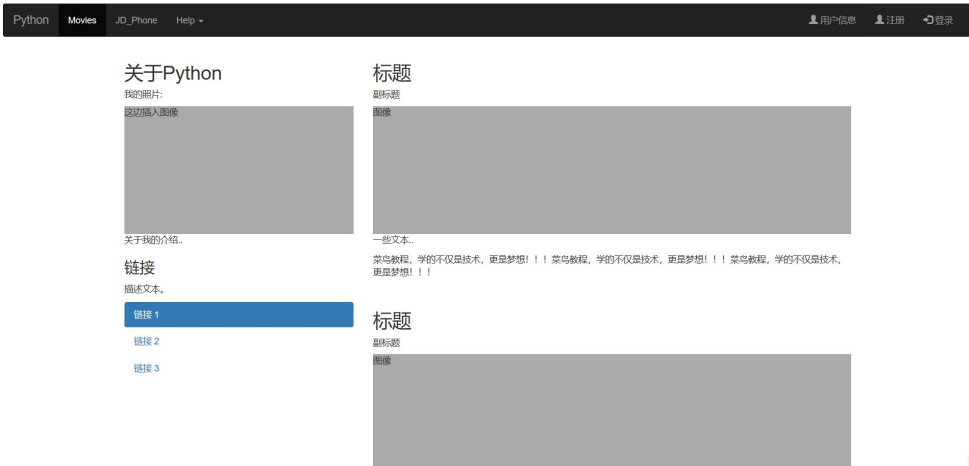 Python Movies JD_Phone Help 用户信息 注册 登录
关于Python
我的照片:
这边插入图像
关于我的介绍..
链接
描述文本。
链接 1
链接 2
链接 3
标题
副标题
图像
一些文本..
菜鸟教程，学的不仅是技术，更是梦想！！！菜鸟教程，学的不仅是技术，更是梦想！！！菜鸟教程，学的不仅是技术，
更是梦想！！！
标题
副标题
图像